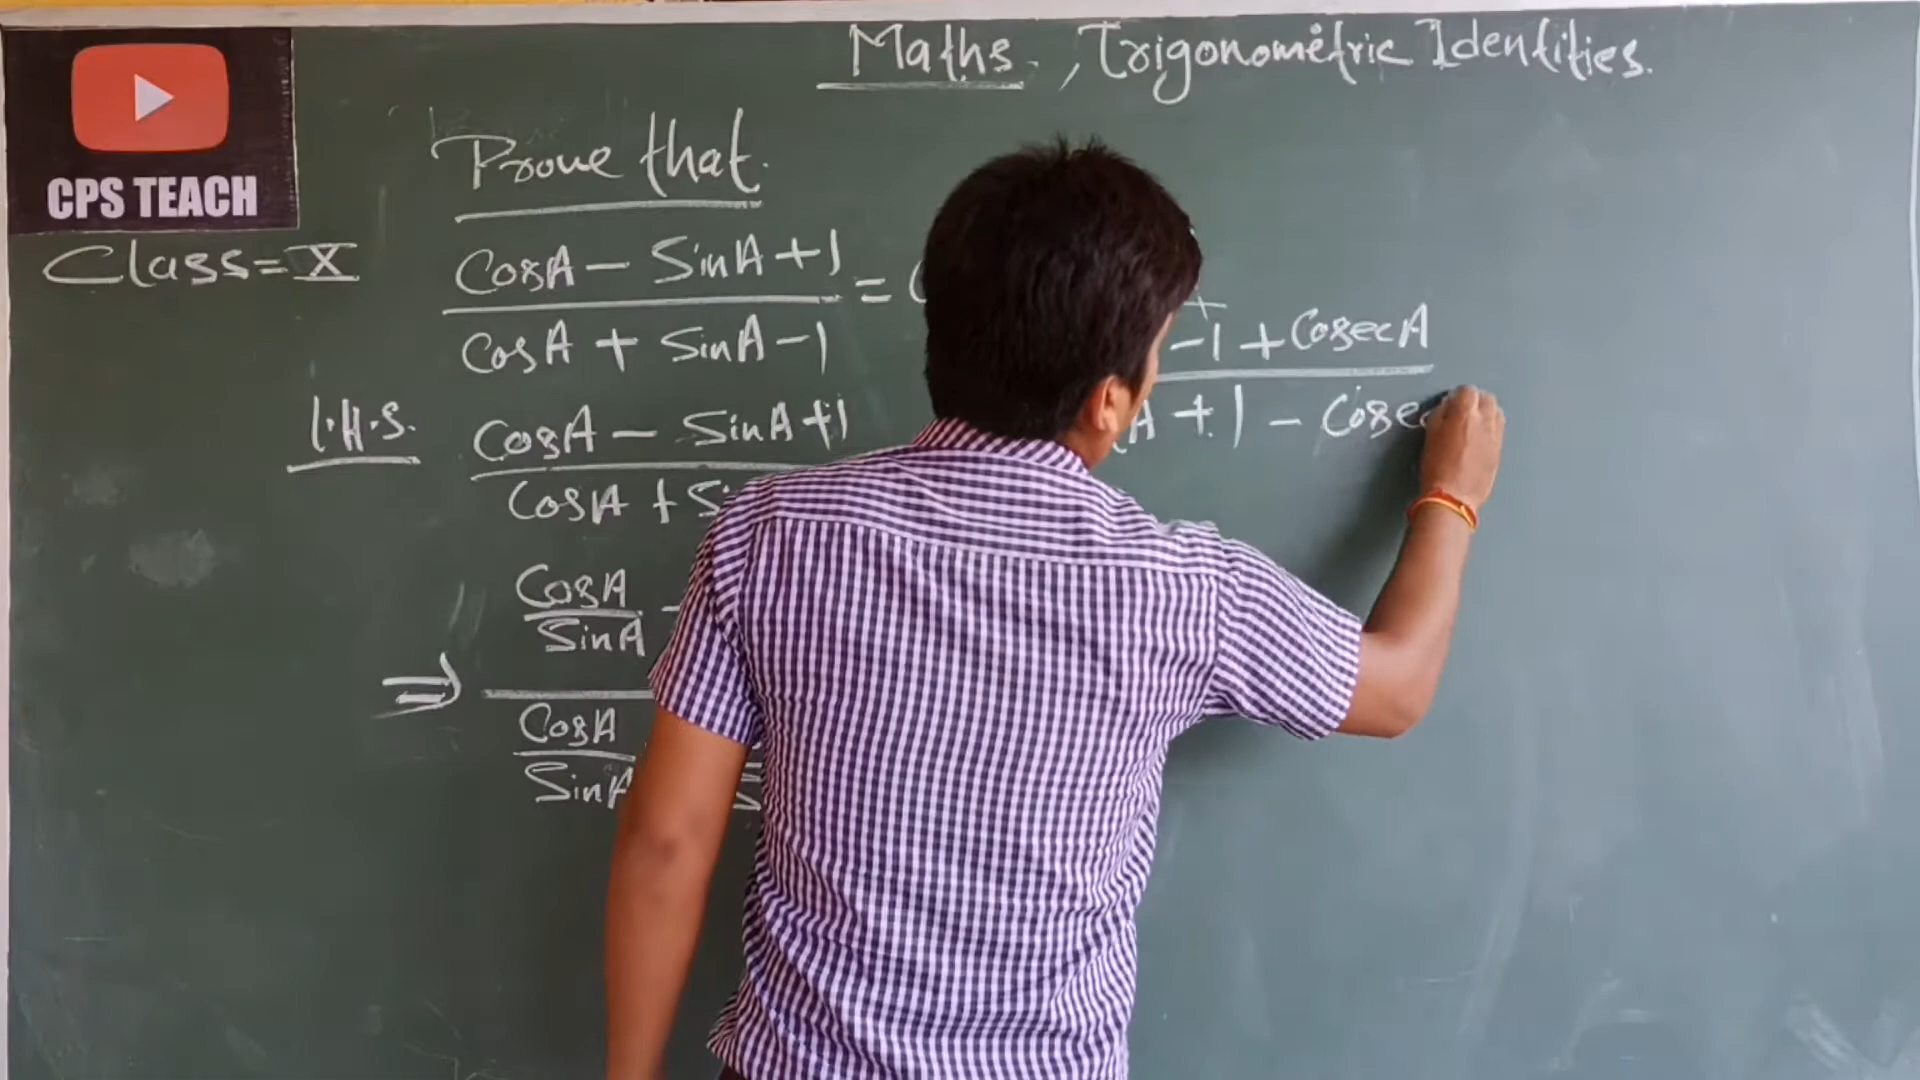 Maths. , Trigonometric Identities.
CPS TEACH
Class = X
Prove that.
CosA - SinA + 1
=
CosA + SinA - 1
L.H.S.
CosA - SinA + 1
CosA + Si
CosA -
SinA
⇒
CosA
SinA
-1 + CosecA
A + 1 - Cosec